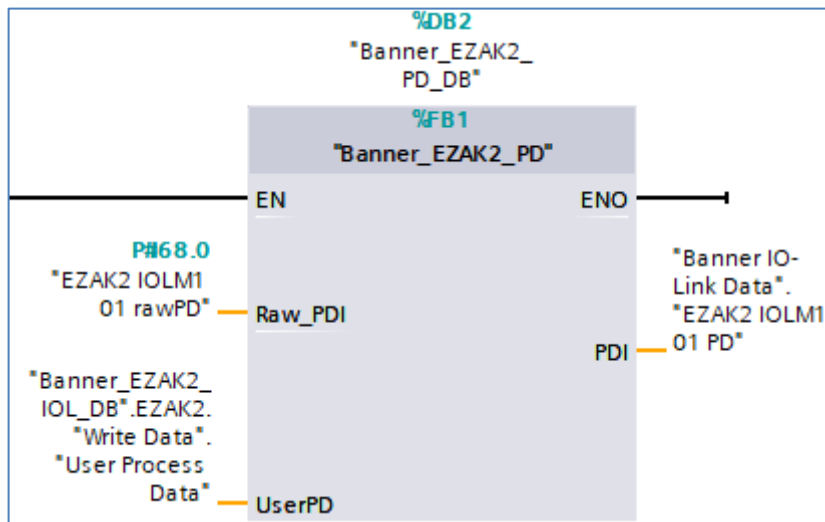 %DB2
"Banner_EZAK2_
PD_DB"
%FB1
"Banner_EZAK2_PD"
EN
ENO
P#I68.0
"EZAK2 IOLM1
01 rawPD"
Raw_PDI
"Banner IO-
Link Data".
"EZAK2 IOLM1
01 PD"
PDI
"Banner_EZAK2_
IOL_DB".EZAK2.
"Write Data".
"User Process
Data"
UserPD